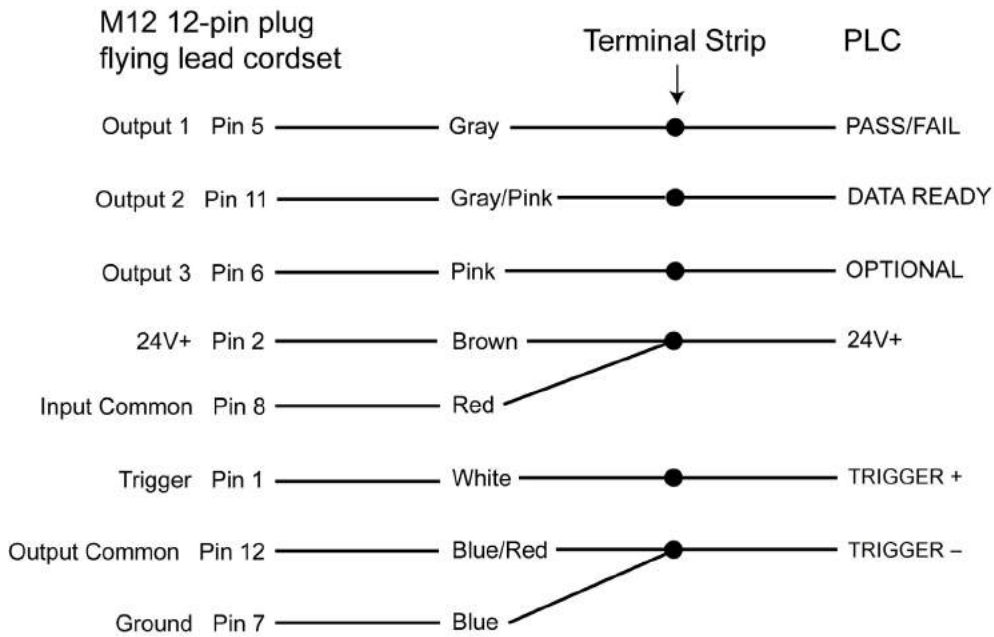 M12 12-pin plug
flying lead cordset
Terminal Strip
PLC
Output 1 Pin 5 Gray PASS/FAIL
Output 2 Pin 11 Gray/Pink DATA READY
Output 3 Pin 6 Pink OPTIONAL
24V+ Pin 2 Brown 24V+
Input Common Pin 8 Red
Trigger Pin 1 White TRIGGER +
Output Common Pin 12 Blue/Red TRIGGER –
Ground Pin 7 Blue